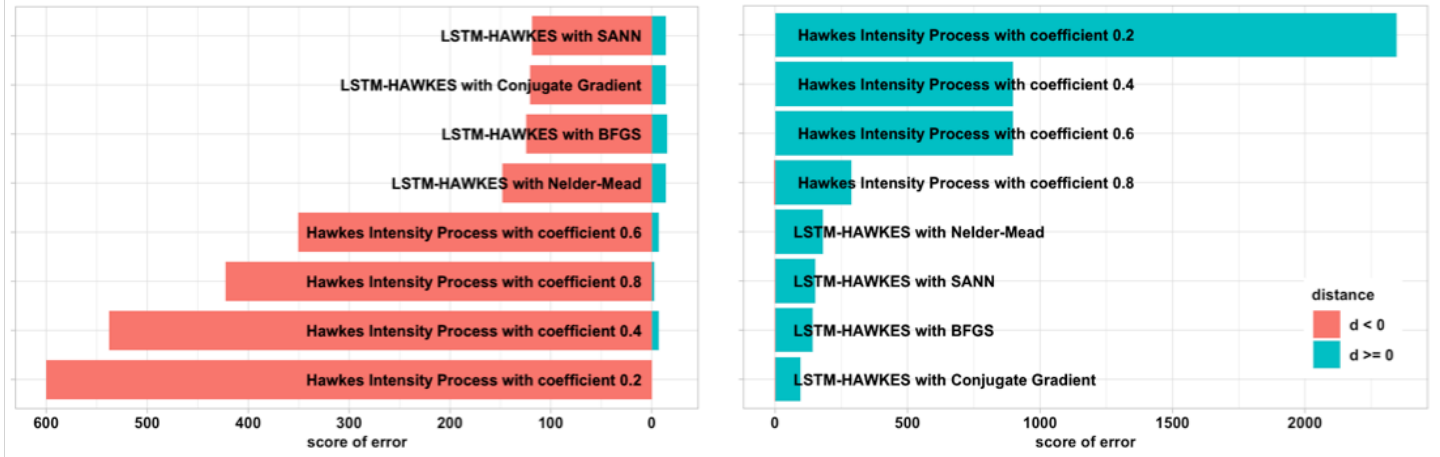 LSTM-HAWKES with SANN
LSTM-HAWKES with Conjugate Gradient
LSTM-HAWKES with BFGS
LSTM-HAWKES with Nelder-Mead
Hawkes Intensity Process with coefficient 0.6
Hawkes Intensity Process with coefficient 0.8
Hawkes Intensity Process with coefficient 0.4
Hawkes Intensity Process with coefficient 0.2
600 500 400 300 200 100 0
score of error
Hawkes Intensity Process with coefficient 0.2
Hawkes Intensity Process with coefficient 0.4
Hawkes Intensity Process with coefficient 0.6
Hawkes Intensity Process with coefficient 0.8
LSTM-HAWKES with Nelder-Mead
LSTM-HAWKES with SANN
LSTM-HAWKES with BFGS
LSTM-HAWKES with Conjugate Gradient
distance
d < 0
d >= 0
0 500 1000 1500 2000
score of error